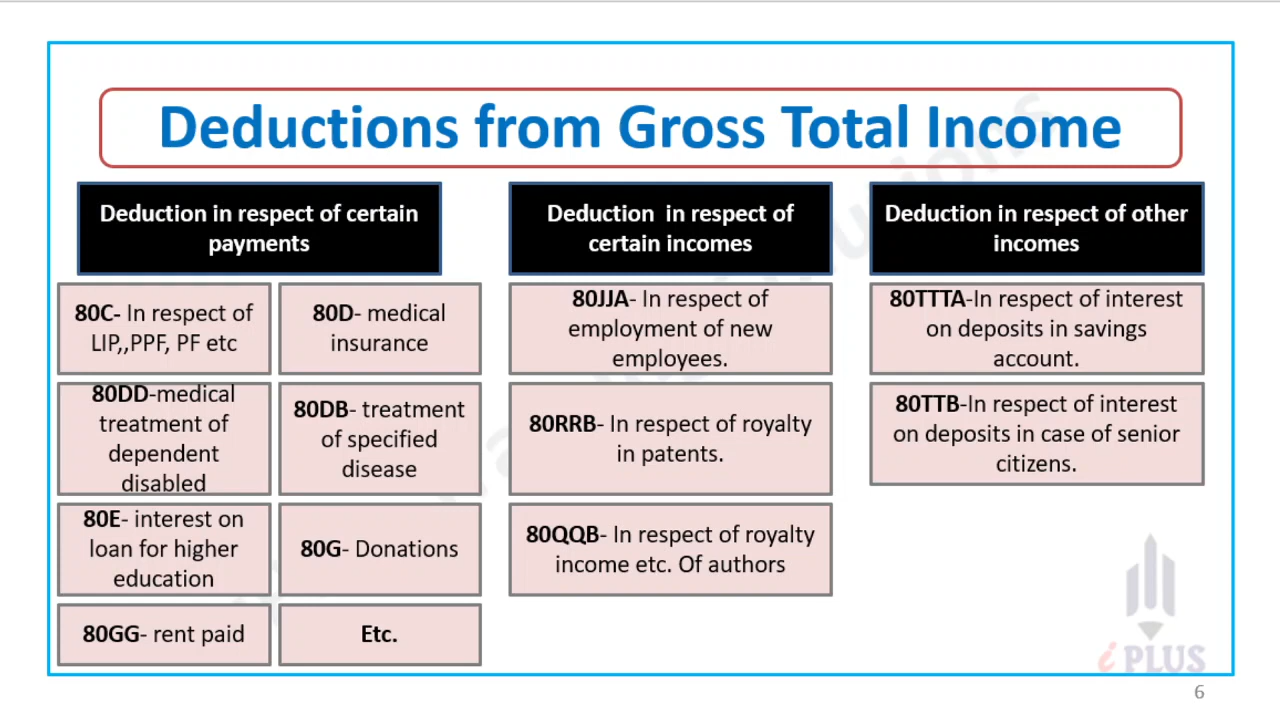 Deductions from Gross Total Income
Deduction in respect of certain
payments
80C- In respect of
LIP,,PPF, PF etc
80D- medical
insurance
80DD-medical
treatment of
dependent
disabled
80DB- treatment
of specified
disease
80E- interest on
loan for higher
education
80G- Donations
80GG- rent paid
Etc.
Deduction in respect of
certain incomes
80JJA- In respect of
employment of new
employees.
80RRB- In respect of royalty
in patents.
80QQB- In respect of royalty
income etc. Of authors
Deduction in respect of other
incomes
80TTTA-In respect of interest
on deposits in savings
account.
80TTB-In respect of interest
on deposits in case of senior
citizens.
i PLUS
6